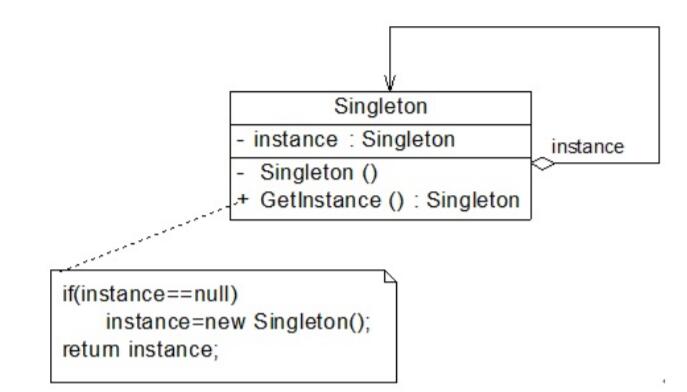 Singleton
- instance : Singleton
instance
- Singleton ()
+ GetInstance () : Singleton
if(instance==null)
instance=new Singleton();
return instance;